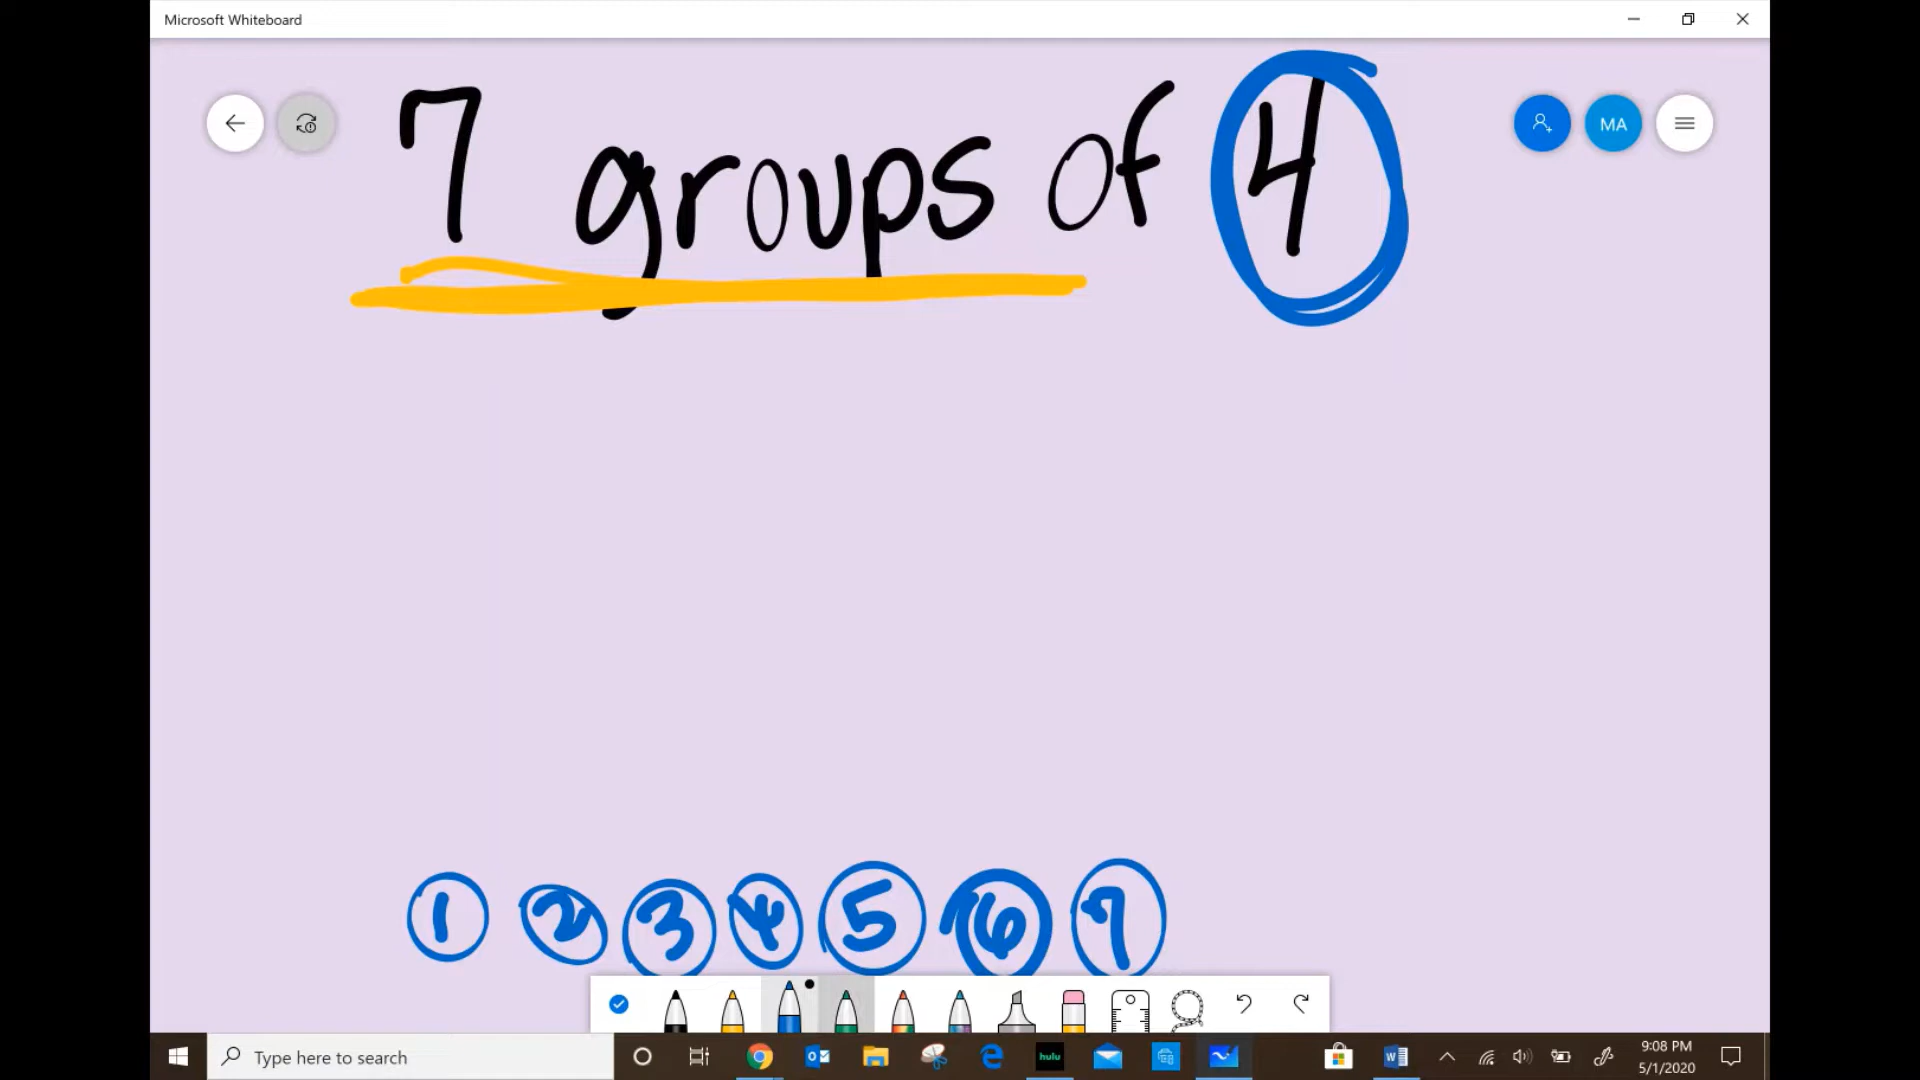 Microsoft Whiteboard
7 groups of 4
MA
1 2 3 4 5 6 7
Type here to search
hulu
9:08 PM
5/1/2020